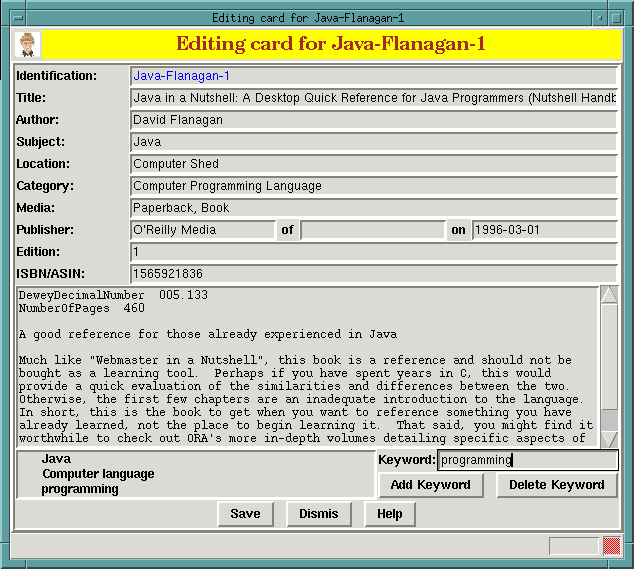 Editing card for Java-Flanagan-1
Editing card for Java-Flanagan-1
Identification: Java-Flanagan-1
Title: Java in a Nutshell: A Desktop Quick Reference for Java Programmers (Nutshell Handb
Author: David Flanagan
Subject: Java
Location: Computer Shed
Category: Computer Programming Language
Media: Paperback, Book
Publisher: O'Reilly Media of on 1996-03-01
Edition: 1
ISBN/ASIN: 1565921836
DeweyDecimalNumber 005.133
NumberOfPages 460
A good reference for those already experienced in Java
Much like "Webmaster in a Nutshell", this book is a reference and should not be
bought as a learning tool. Perhaps if you have spent years in C, this would
provide a quick evaluation of the similarities and differences between the two.
Otherwise, the first few chapters are an inadequate introduction to the language.
In short, this is the book to get when you want to reference something you have
already learned, not the place to begin learning it. That said, you might find it
worthwhile to check out ORA's more in-depth volumes detailing specific aspects of
Java
Computer language
programming
Keyword: programming
Add Keyword Delete Keyword
Save Dismis Help